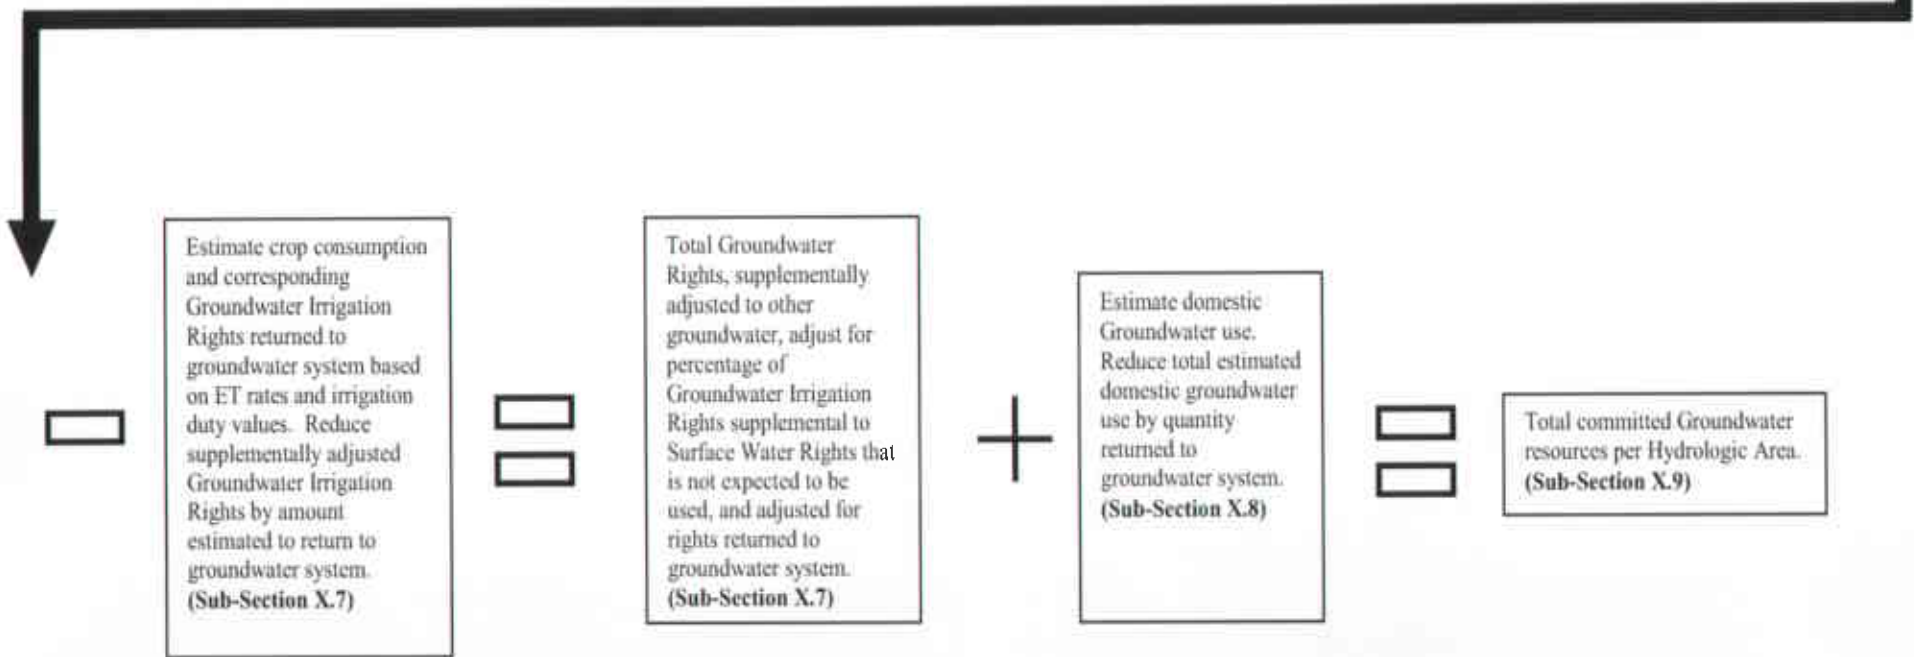 Estimate crop consumption
and corresponding
Groundwater Irrigation
Rights returned to
groundwater system based
on ET rates and irrigation
duty values. Reduce
supplementally adjusted
Groundwater Irrigation
Rights by amount
estimated to return to
groundwater system.
(Sub-Section X.7)
Total Groundwater
Rights, supplementally
adjusted to other
groundwater, adjust for
percentage of
Groundwater Irrigation
Rights supplemental to
Surface Water Rights that
is not expected to be
used, and adjusted for
rights returned to
groundwater system.
(Sub-Section X.7)
Estimate domestic
Groundwater use.
Reduce total estimated
domestic groundwater
use by quantity
returned to
groundwater system.
(Sub-Section X.8)
Total committed Groundwater
resources per Hydrologic Area.
(Sub-Section X.9)